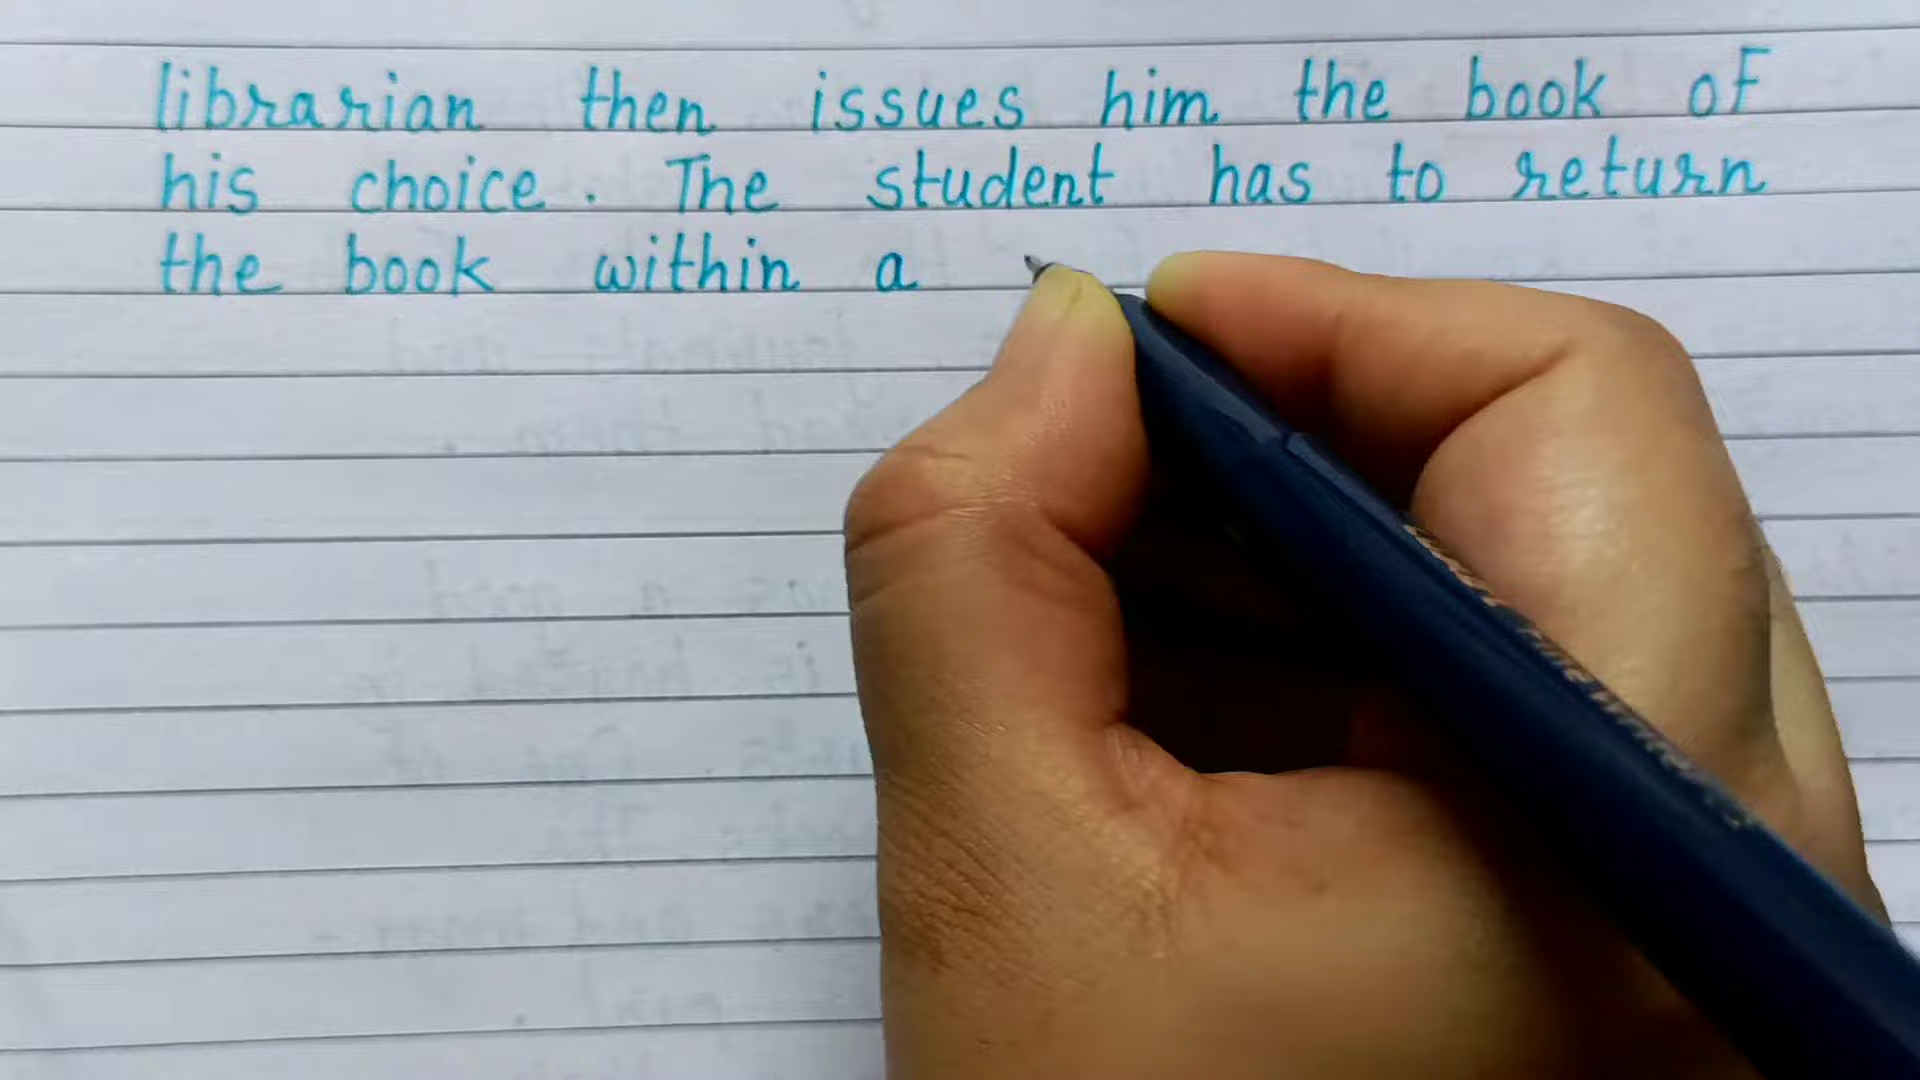 librarian then issues him the book of
his choice. The student has to return
the book within a